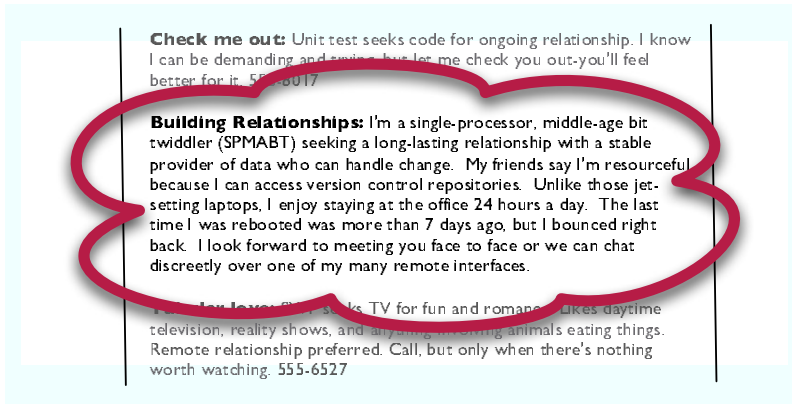 Check me out: Unit test seeks code for ongoing relationship. I know
I can be demanding and trying, but let me check you out-you'll feel
better for it. 017
Building Relationships: I'm a single-processor, middle-age bit
twiddler (SPMABT) seeking a long-lasting relationship with a stable
provider of data who can handle change. My friends say I'm resourceful
because I can access version control repositories. Unlike those jet-
setting laptops, I enjoy staying at the office 24 hours a day. The last
time I was rebooted was more than 7 days ago, but I bounced right
back. I look forward to meeting you face to face or we can chat
discreetly over one of my many remote interfaces.
love: TV for fun and romance. Likes daytime
television, reality shows, and anything involving animals eating things.
Remote relationship preferred. Call, but only when there's nothing
worth watching. 555-6527